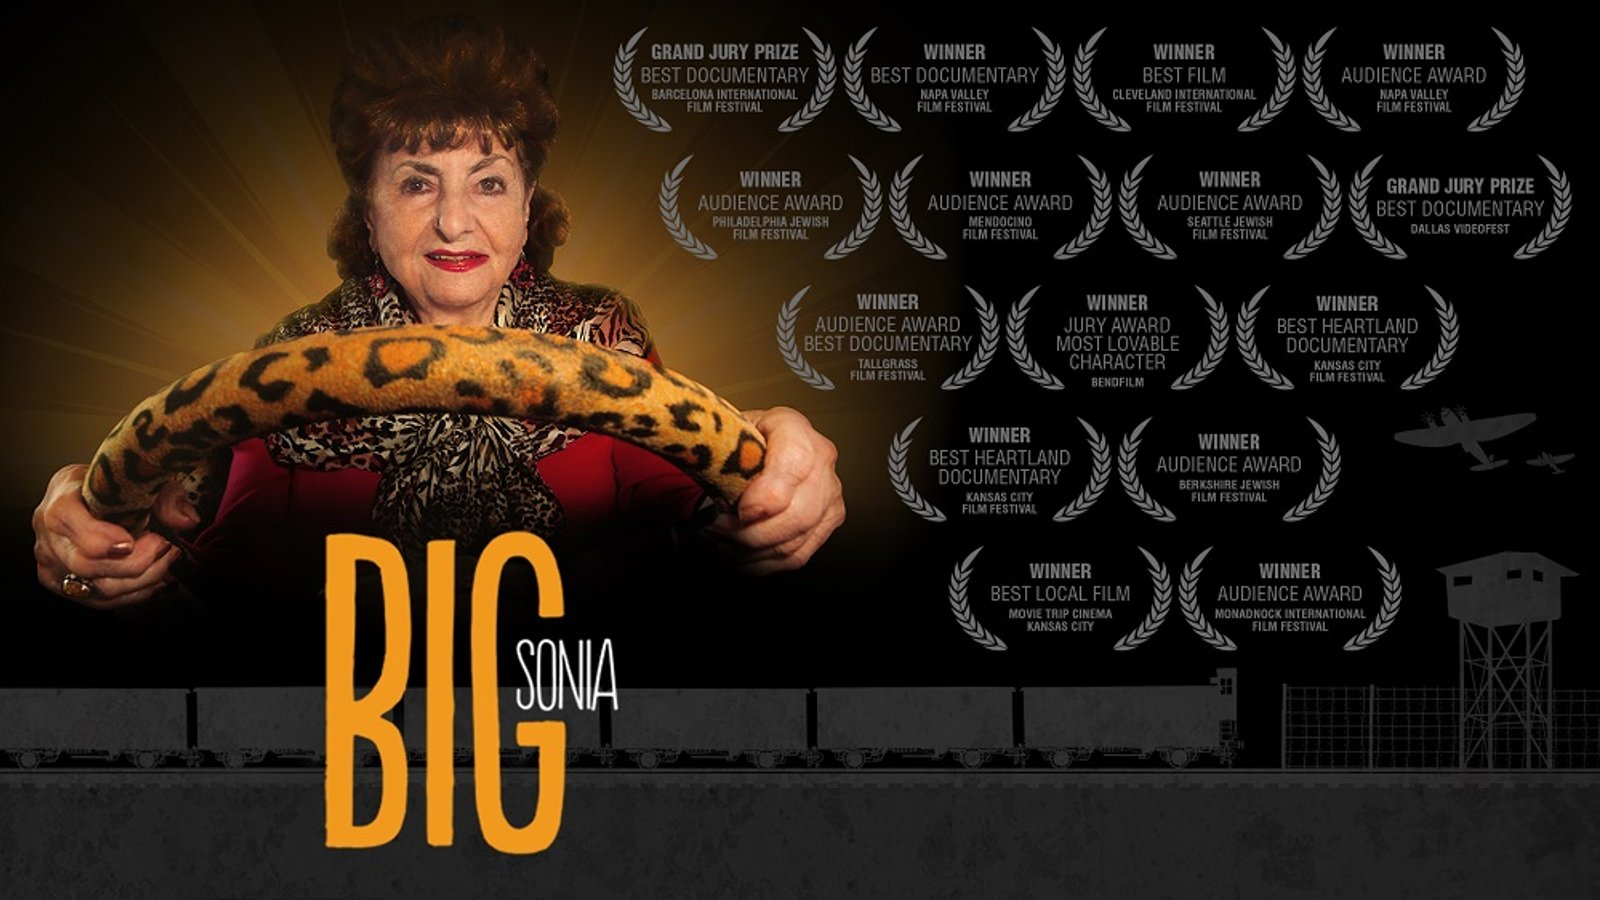 GRAND JURY PRIZE
BEST DOCUMENTARY
BARCELONA INTERNATIONAL
FILM FESTIVAL
WINNER
BEST DOCUMENTARY
NAPA VALLEY
FILM FESTIVAL
WINNER
BEST FILM
CLEVELAND INTERNATIONAL
FILM FESTIVAL
WINNER
AUDIENCE AWARD
NAPA VALLEY
FILM FESTIVAL
WINNER
AUDIENCE AWARD
PHILADELPHIA JEWISH
FILM FESTIVAL
WINNER
AUDIENCE AWARD
MENDOCINO
FILM FESTIVAL
WINNER
AUDIENCE AWARD
SEATTLE JEWISH
FILM FESTIVAL
GRAND JURY PRIZE
BEST DOCUMENTARY
DALLAS VIDEOFEST
WINNER
AUDIENCE AWARD
BEST DOCUMENTARY
TALLGRASS
FILM FESTIVAL
WINNER
JURY AWARD
MOST LOVABLE
CHARACTER
BENDFILM
WINNER
BEST HEARTLAND
DOCUMENTARY
KANSAS CITY
FILM FESTIVAL
WINNER
BEST HEARTLAND
DOCUMENTARY
KANSAS CITY
FILM FESTIVAL
WINNER
AUDIENCE AWARD
BERKSHIRE JEWISH
FILM FESTIVAL
WINNER
BEST LOCAL FILM
MOVIE TRIP CINEMA
KANSAS CITY
WINNER
AUDIENCE AWARD
MONADNOCK INTERNATIONAL
FILM FESTIVAL
BIG
SONIA